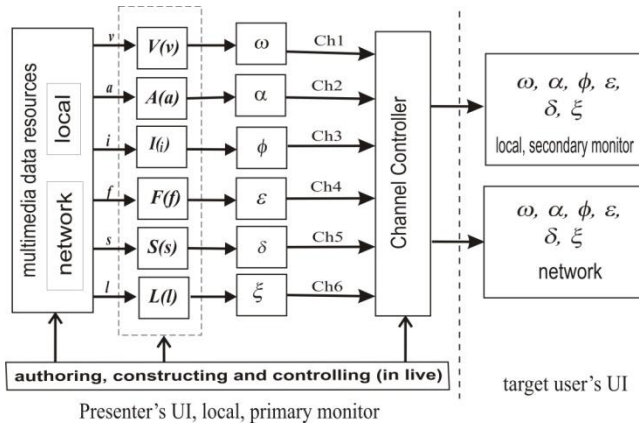 multimedia data resources
local
network
v V(v) ω Ch1
a A(a) α Ch2
i I(i) ϕ Ch3
f F(f) ε Ch4
s S(s) δ Ch5
l L(l) ξ Ch6
Channel Controller
ω, α, ϕ, ε,
δ, ξ
local, secondary monitor
ω, α, ϕ, ε,
δ, ξ
network
authoring, constructing and controlling (in live)
Presenter's UI, local, primary monitor
target user's UI